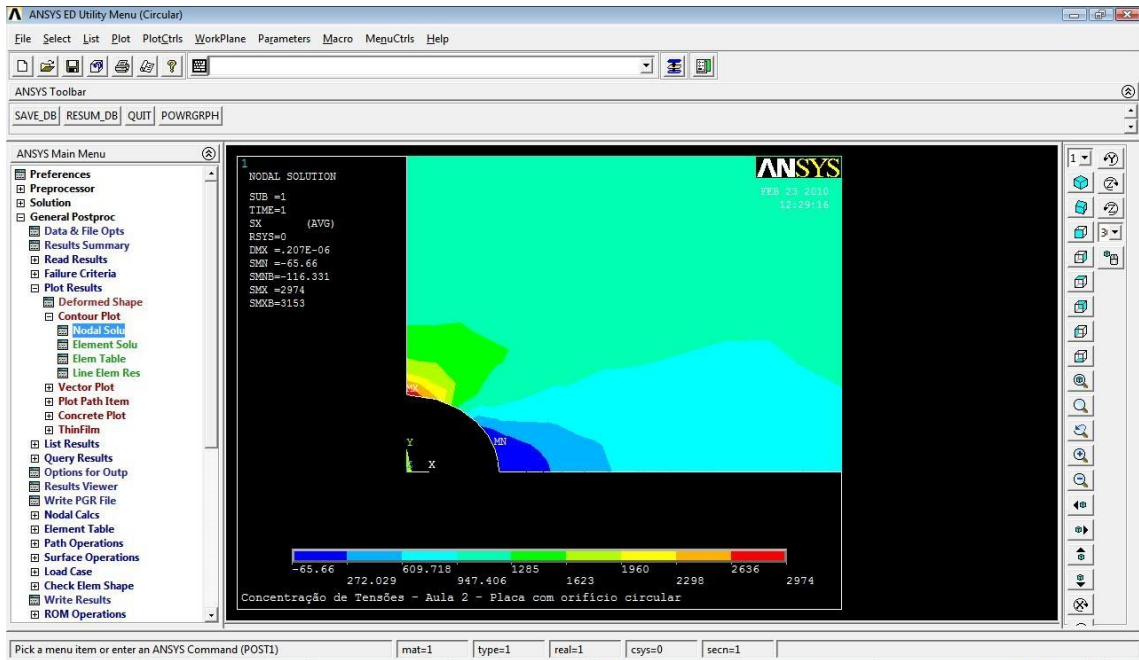 ANSYS ED Utility Menu (Circular)
File Select List Plot PlotCtrls WorkPlane Parameters Macro MenuCtrls Help
ANSYS Toolbar
SAVE_DB RESUM_DB QUIT POWRGRPH
ANSYS Main Menu
Preferences
Preprocessor
Solution
General Postproc
Data & File Opts
Results Summary
Read Results
Failure Criteria
Plot Results
Deformed Shape
Contour Plot
Nodal Solu
Element Solu
Elem Table
Line Elem Res
Vector Plot
Plot Path Item
Concrete Plot
ThinFilm
List Results
Query Results
Options for Outp
Results Viewer
Write PGR File
Nodal Calcs
Element Table
Path Operations
Surface Operations
Load Case
Check Elem Shape
Write Results
ROM Operations
1
NODAL SOLUTION
SUB =1
TIME=1
SX (AVG)
RSYS=0
DMX =.207E-06
SMN =-65.66
SMNB=-116.331
SMX =2974
SMXB=3153
ANSYS
FEB 23 2010
12:29:16
MX
MN
Y
X
-65.66 609.718 1285 1960 2636
272.029 947.406 1623 2298 2974
Concentração de Tensões - Aula 2 - Placa com orifício circular
1
Pick a menu item or enter an ANSYS Command (POST1) mat=1 type=1 real=1 csys=0 secn=1